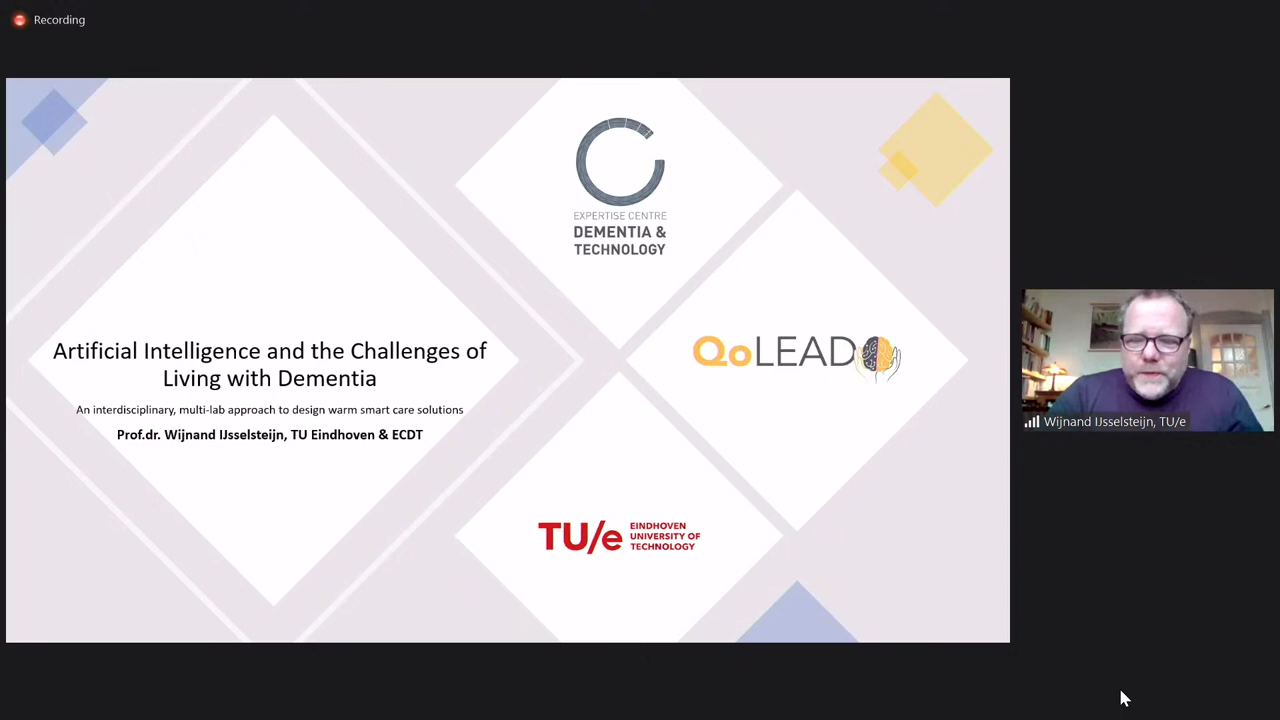 Recording
EXPERTISE CENTRE
DEMENTIA &
TECHNOLOGY
Artificial Intelligence and the Challenges of
Living with Dementia
An interdisciplinary, multi-lab approach to design warm smart care solutions
Prof.dr. Wijnand IJsselsteijn, TU Eindhoven & ECDT
QoLEAD
TU/e EINDHOVEN
UNIVERSITY OF
TECHNOLOGY
Wijnand IJsselsteijn, TU/e